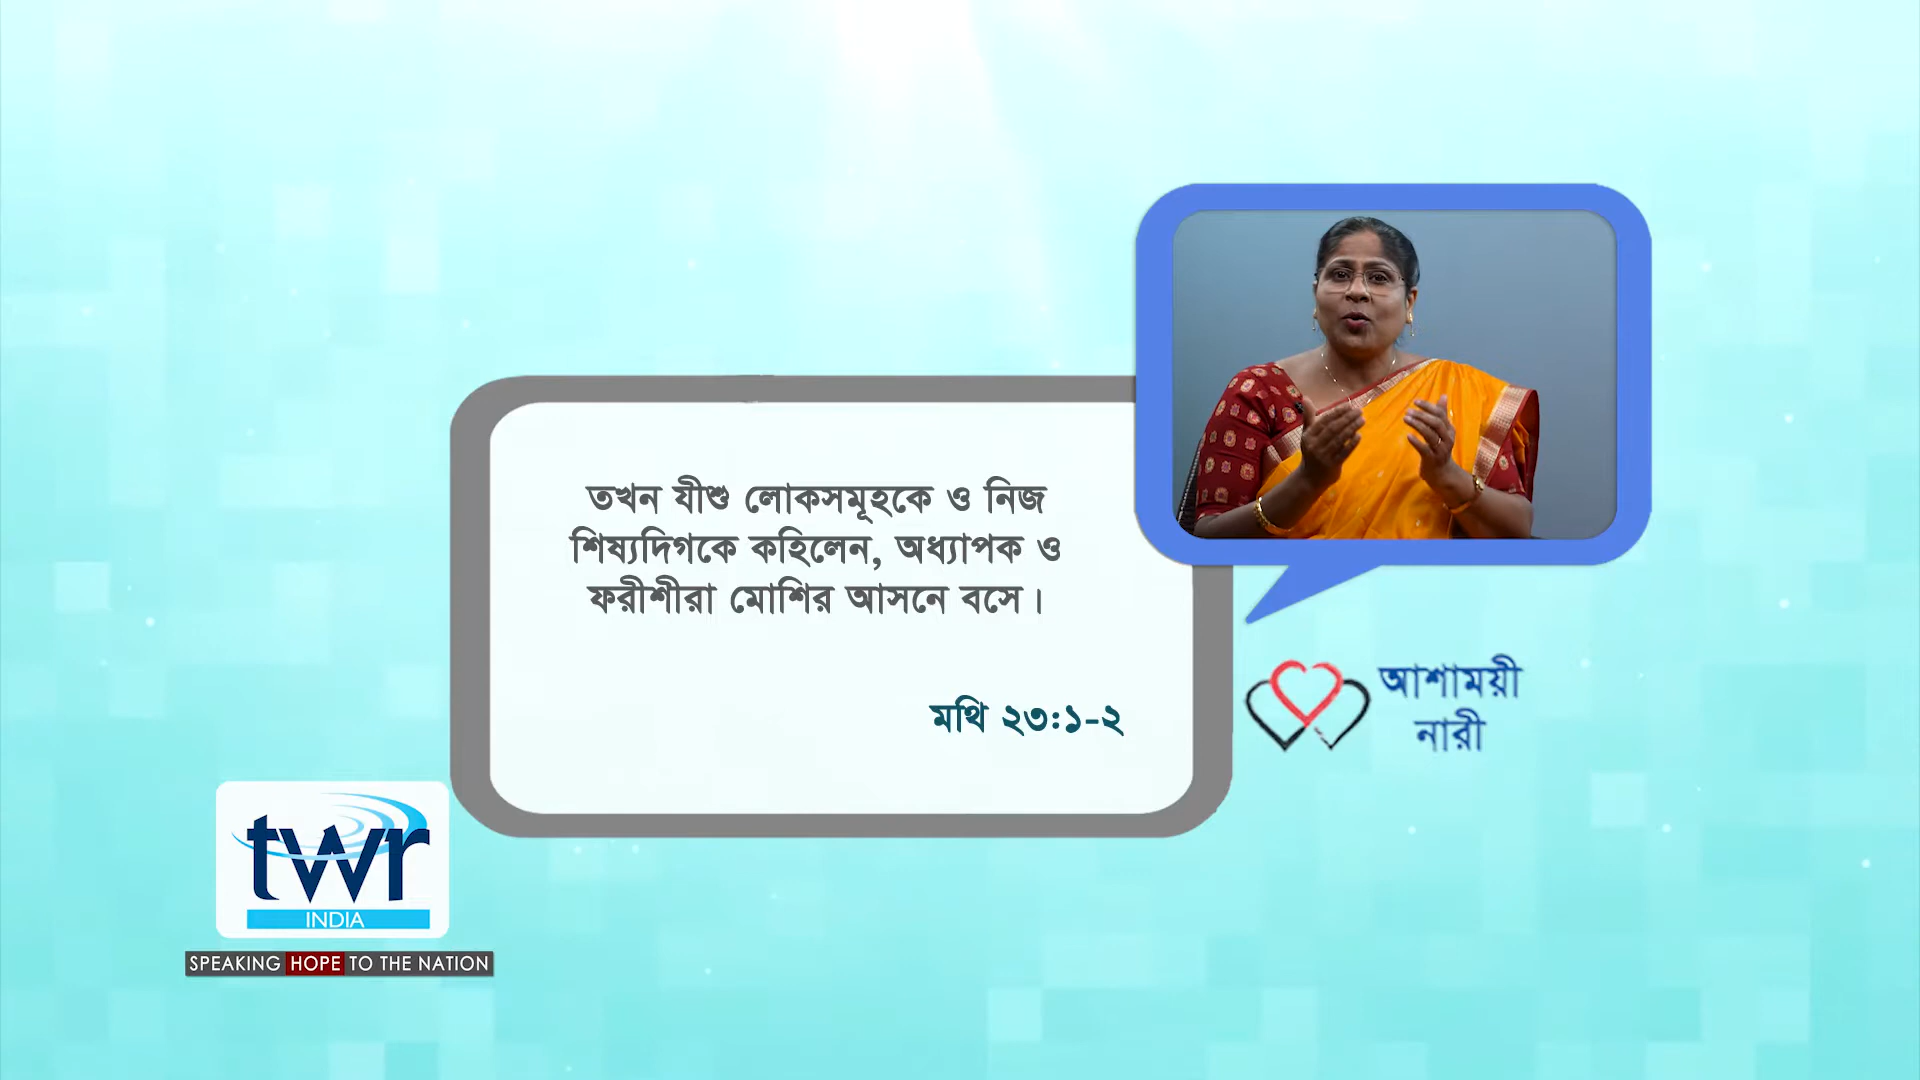 তখন যীশু লোকসমূহকে ও নিজ
শিষ্যদিগকে কহিলেন, অধ্যাপক ও
ফরীশীরা মোশির আসনে বসে।
মথি ২৩:১-২
আশাময়ী
নারী
twr
INDIA
SPEAKING HOPE TO THE NATION